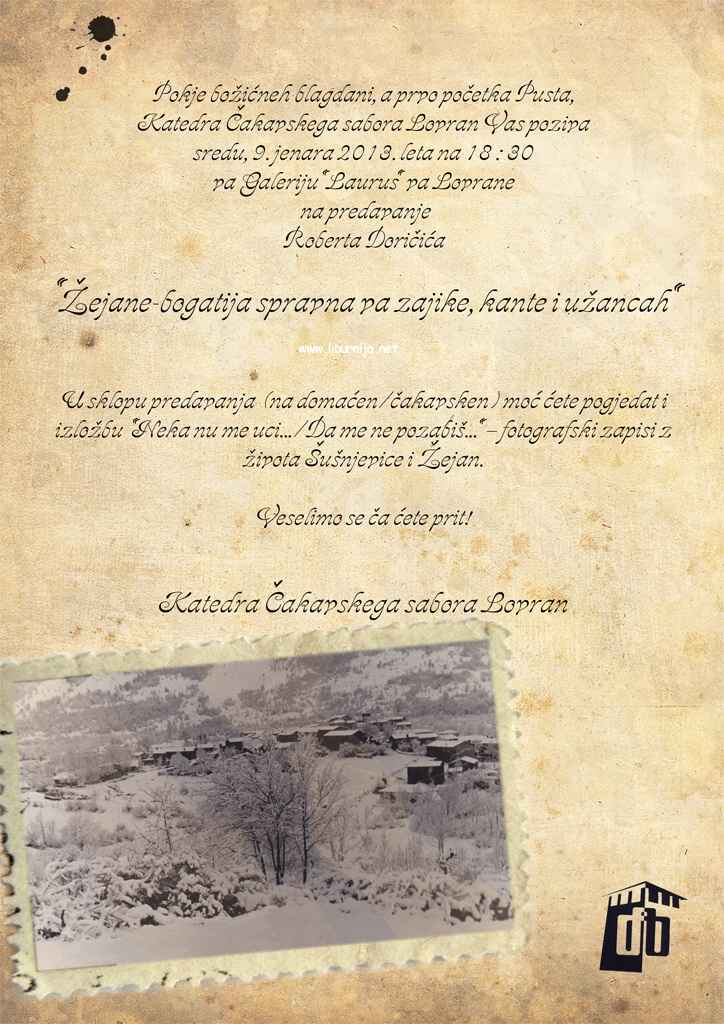 Pokje božićneh blagdani, a prvo početka Pusta,
Katedra Čakavskega sabora Lovran Vas poziva
sredu, 9. jenara 2013. leta na 18 : 30
va Galeriju "Laurus" va Lovrane
na predavanje
Roberta Doričića
"Žejane-bogatija spravna va zajike, kante i užancah"
www.liburnija.net
U sklopu predavanja (na domaćen/čakavsken) moć ćete pogjedat i
izložbu "Neka nu me uci.../Da me ne pozabiš..." – fotografski zapisi z
života Šušnjevice i Žejan.
Veselimo se ča ćete prit!
Katedra Čakavskega sabora Lovran